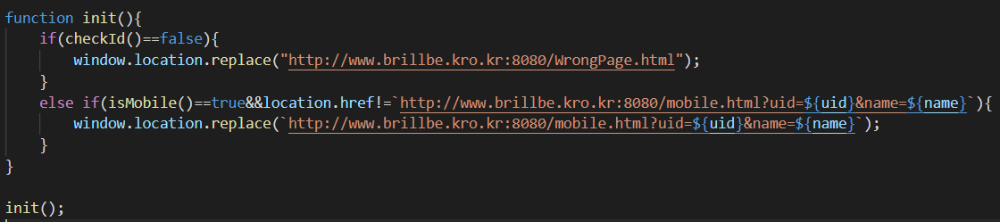 function init(){
    if(checkId()==false){
        window.location.replace("http://www.brillbe.kro.kr:8080/WrongPage.html");
    }
    else if(isMobile()==true&&location.href!=`http://www.brillbe.kro.kr:8080/mobile.html?uid=${uid}&name=${name}`){
        window.location.replace(`http://www.brillbe.kro.kr:8080/mobile.html?uid=${uid}&name=${name}`);
    }
}

init();